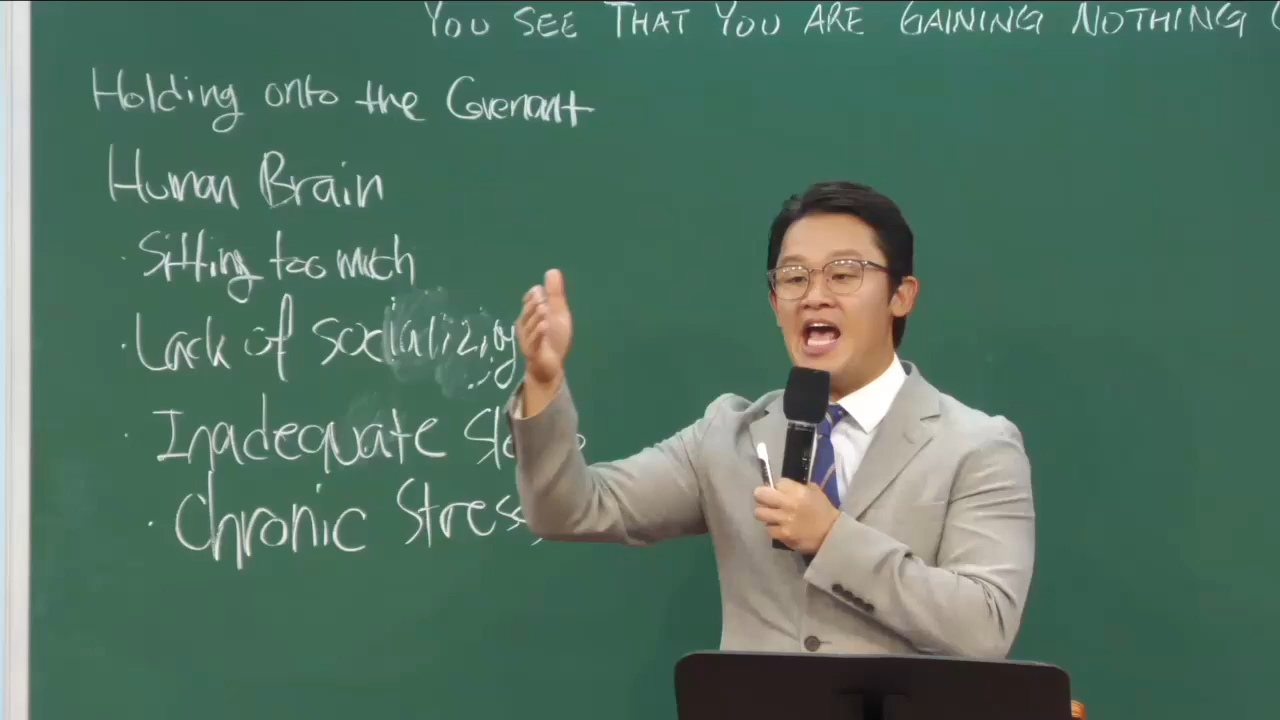 YOU SEE THAT YOU ARE GAINING NOTHING
Holding onto the Covenant
Human Brain
· Sitting too much
· Lack of socializing
· Inadequate
· Chronic Stress